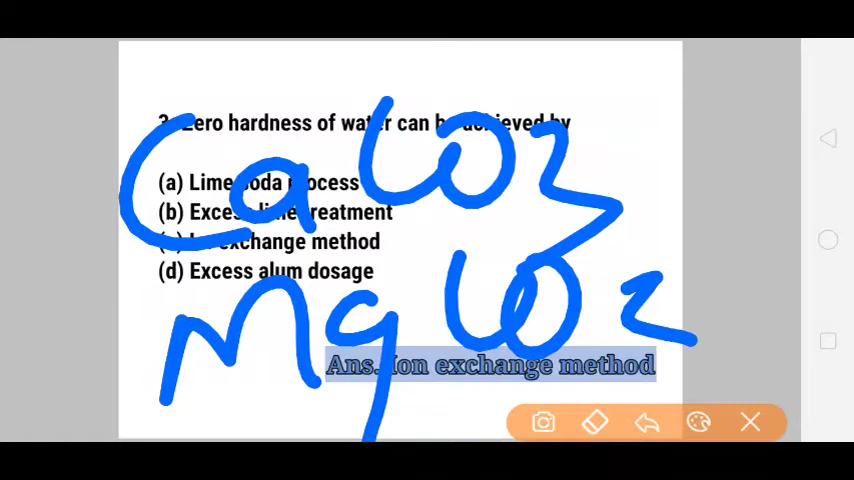 3. Zero hardness of water can be achieved by
(a) Lime soda process
(b) Excess lime treatment
(c) Ion exchange method
(d) Excess alum dosage
Ans. Ion exchange method
CaCO3
MgCO2